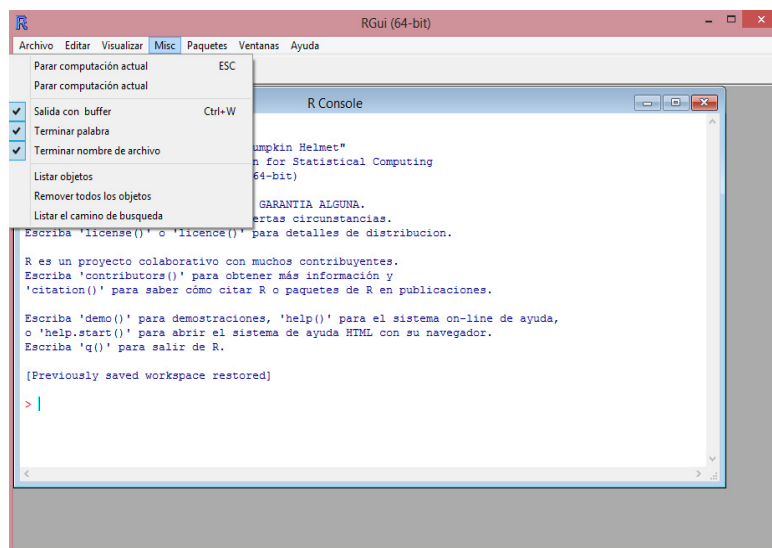 RGui (64-bit)
Archivo Editar Visualizar Misc Paquetes Ventanas Ayuda
Parar computación actual ESC
Parar computación actual
Salida con buffer Ctrl+W
Terminar palabra
Terminar nombre de archivo
Listar objetos
Remover todos los objetos
Listar el camino de busqueda
R Console
Helmet"
for Statistical Computing
64-bit)
GARANTIA ALGUNA.
circunstancias.
Escriba 'license()' o 'licence()' para detalles de distribucion.
R es un proyecto colaborativo con muchos contribuyentes.
Escriba 'contributors()' para obtener más información y
'citation()' para saber cómo citar R o paquetes de R en publicaciones.
Escriba 'demo()' para demostraciones, 'help()' para el sistema on-line de ayuda,
o 'help.start()' para abrir el sistema de ayuda HTML con su navegador.
Escriba 'q()' para salir de R.
[Previously saved workspace restored]
>